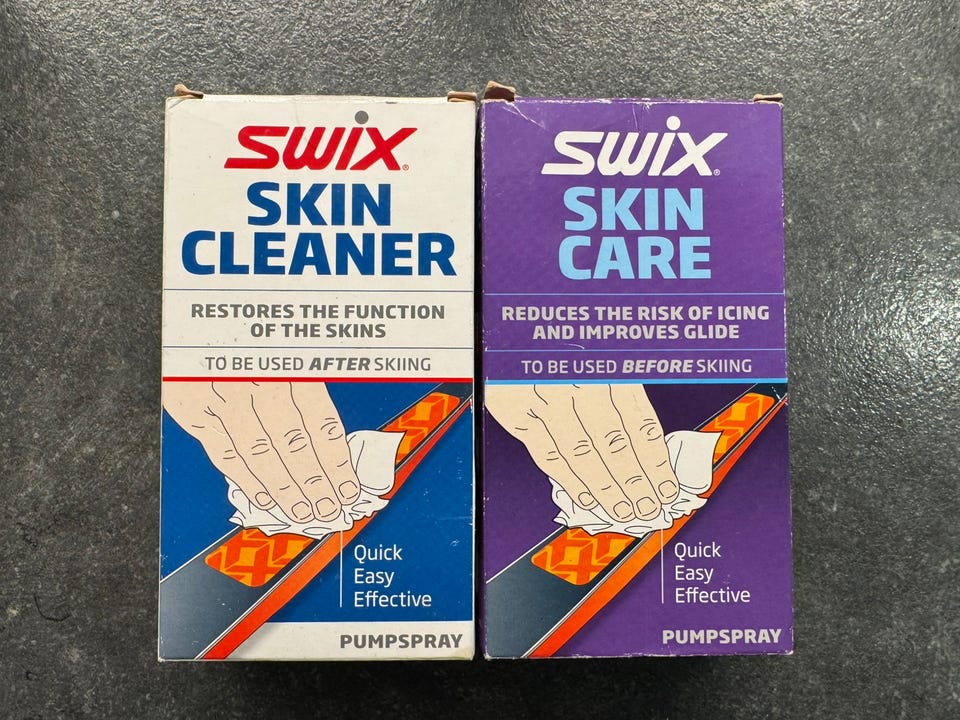 SWIX®
SKIN
CLEANER
RESTORES THE FUNCTION
OF THE SKINS
TO BE USED AFTER SKIING
Quick
Easy
Effective
PUMPSPRAY
SWIX®
SKIN
CARE
REDUCES THE RISK OF ICING
AND IMPROVES GLIDE
TO BE USED BEFORE SKIING
Quick
Easy
Effective
PUMPSPRAY